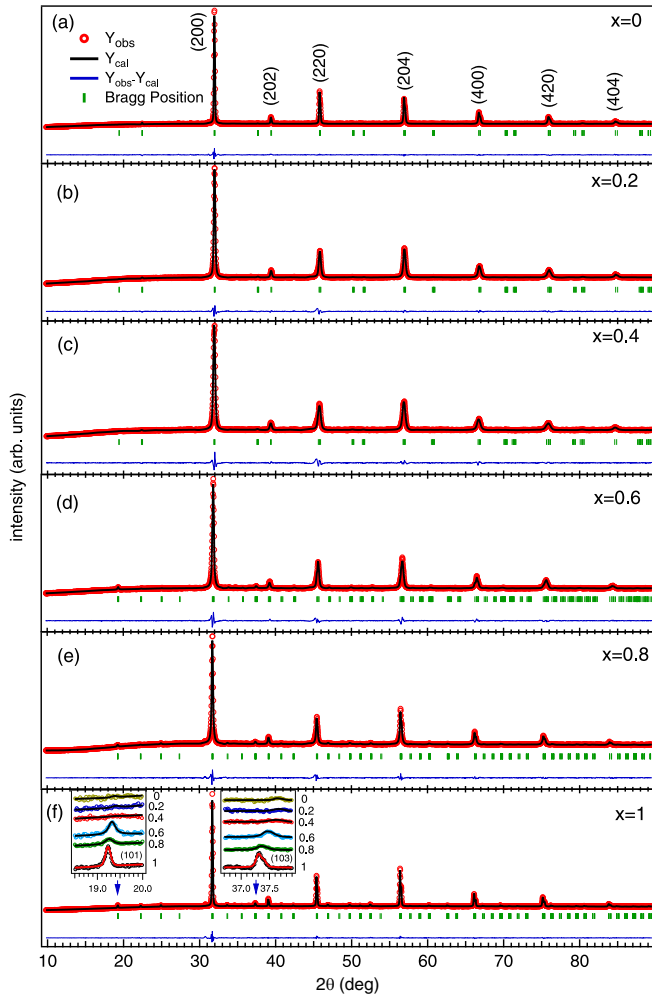 (a)
x=0
Y_obs
Y_cal
Y_obs-Y_cal
Bragg Position
(200)
(202)
(220)
(204)
(400)
(420)
(404)
(b)
x=0.2
(c)
x=0.4
(d)
x=0.6
(e)
x=0.8
(f)
x=1
0
0.2
0.4
0.6
0.8
(101)
1
19.0 20.0
0
0.2
0.4
0.6
0.8
(103)
1
37.0 37.5
intensity (arb. units)
10 20 30 40 50 60 70 80
2θ (deg)